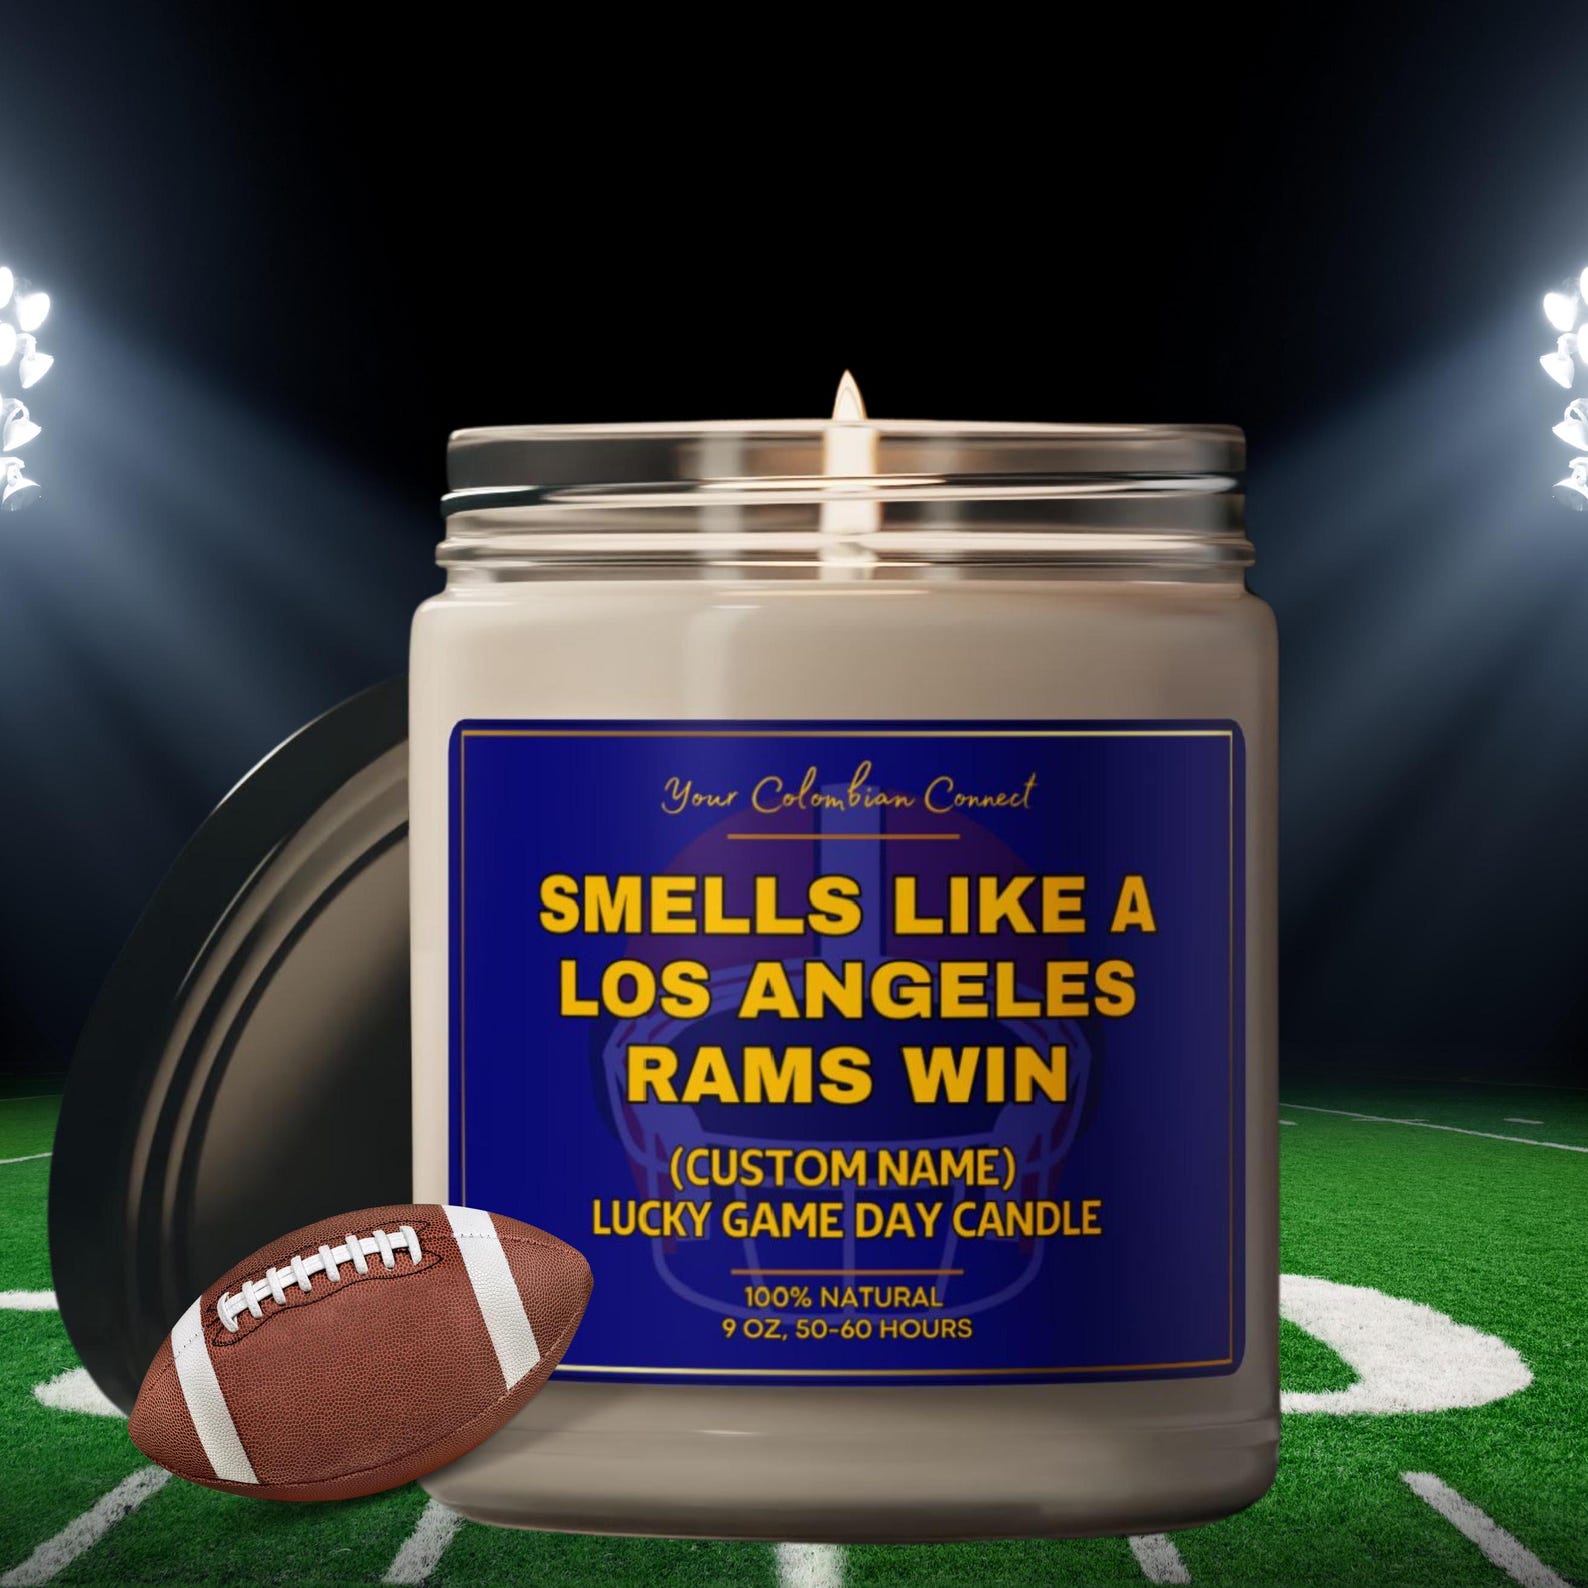 Your Colombian Connect
SMELLS LIKE A
LOS ANGELES
RAMS WIN
(CUSTOM NAME)
LUCKY GAME DAY CANDLE
100% NATURAL
9 OZ, 50-60 HOURS